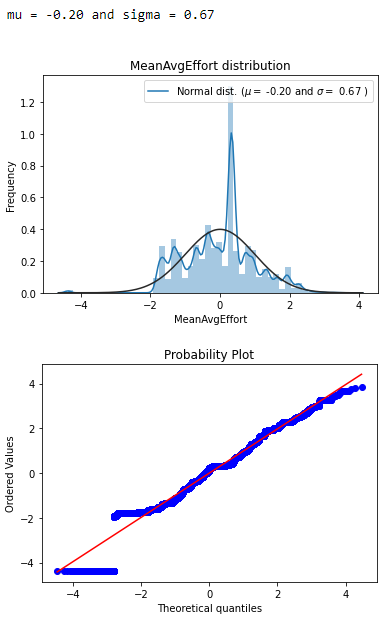 mu = -0.20 and sigma = 0.67
MeanAvgEffort distribution
Normal dist. (μ = -0.20 and σ = 0.67 )
1.2
1.0
0.8
0.6
0.4
0.2
0.0
Frequency
−4 −2 0 2 4
MeanAvgEffort
Probability Plot
4
2
0
−2
−4
Ordered Values
−4 −2 0 2 4
Theoretical quantiles